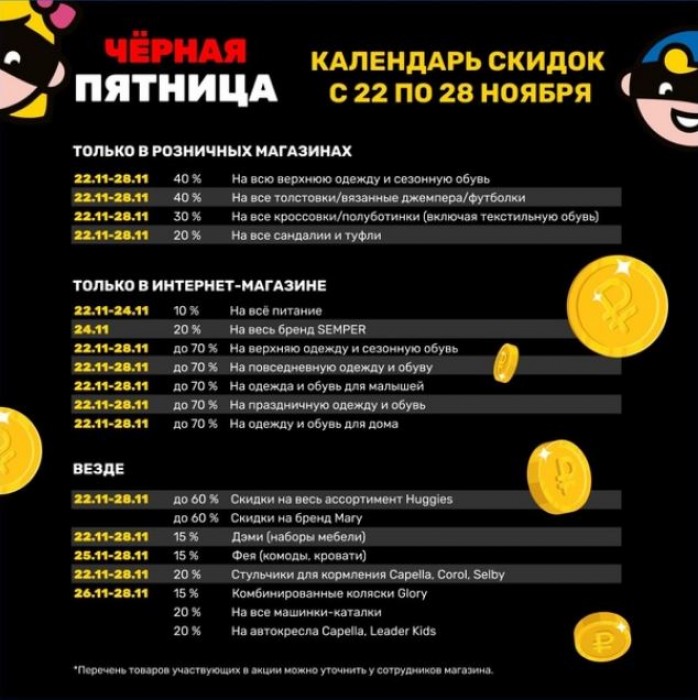 ЧЁРНАЯ
ПЯТНИЦА
КАЛЕНДАРЬ СКИДОК
С 22 ПО 28 НОЯБРЯ
ТОЛЬКО В РОЗНИЧНЫХ МАГАЗИНАХ
22.11-28.11 40 % На всю верхнюю одежду и сезонную обувь
22.11-28.11 40 % На все толстовки/вязанные джемпера/футболки
22.11-28.11 30 % На все кроссовки/полуботинки (включая текстильную обувь)
22.11-28.11 20 % На все сандалии и туфли
ТОЛЬКО В ИНТЕРНЕТ-МАГАЗИНЕ
22.11-24.11 10 % На всё питание
24.11 20 % На весь бренд SEMPER
22.11-28.11 до 70 % На верхняю одежду и сезонную обувь
22.11-28.11 до 70 % На повседневную одежду и обуву
22.11-28.11 до 70 % На одежда и обувь для малышей
22.11-28.11 до 70 % На праздничную одежду и обувь
22.11-28.11 до 70 % На одежду и обувь для дома
ВЕЗДЕ
22.11-28.11 до 60 % Скидки на весь ассортимент Huggies
до 60 % Скидки на бренд Mary
22.11-28.11 15 % Дэми (наборы мебели)
25.11-28.11 15 % Фея (комоды, кровати)
22.11-28.11 20 % Стульчики для кормления Capella, Corol, Selby
26.11-28.11 15 % Комбинированные коляски Glory
20 % На все машинки-каталки
20 % На автокресла Capella, Leader Kids
*Перечень товаров участвующих в акции можно уточнить у сотрудников магазина.